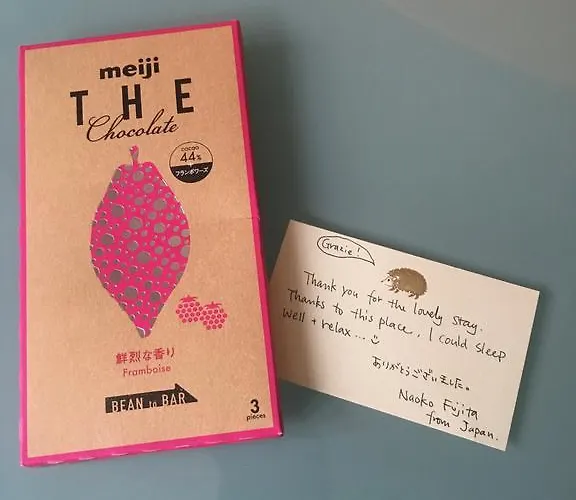 meiji
THE
Chocolate
cacao
44%
フランボワーズ
鮮烈な香り
Framboise
BEAN to BAR
3
pieces
Grazie!
Thank you for the lovely stay.
Thanks to this place, I could sleep
well + relax...
ありがとうございました。
Naoko Fujita
from Japan.